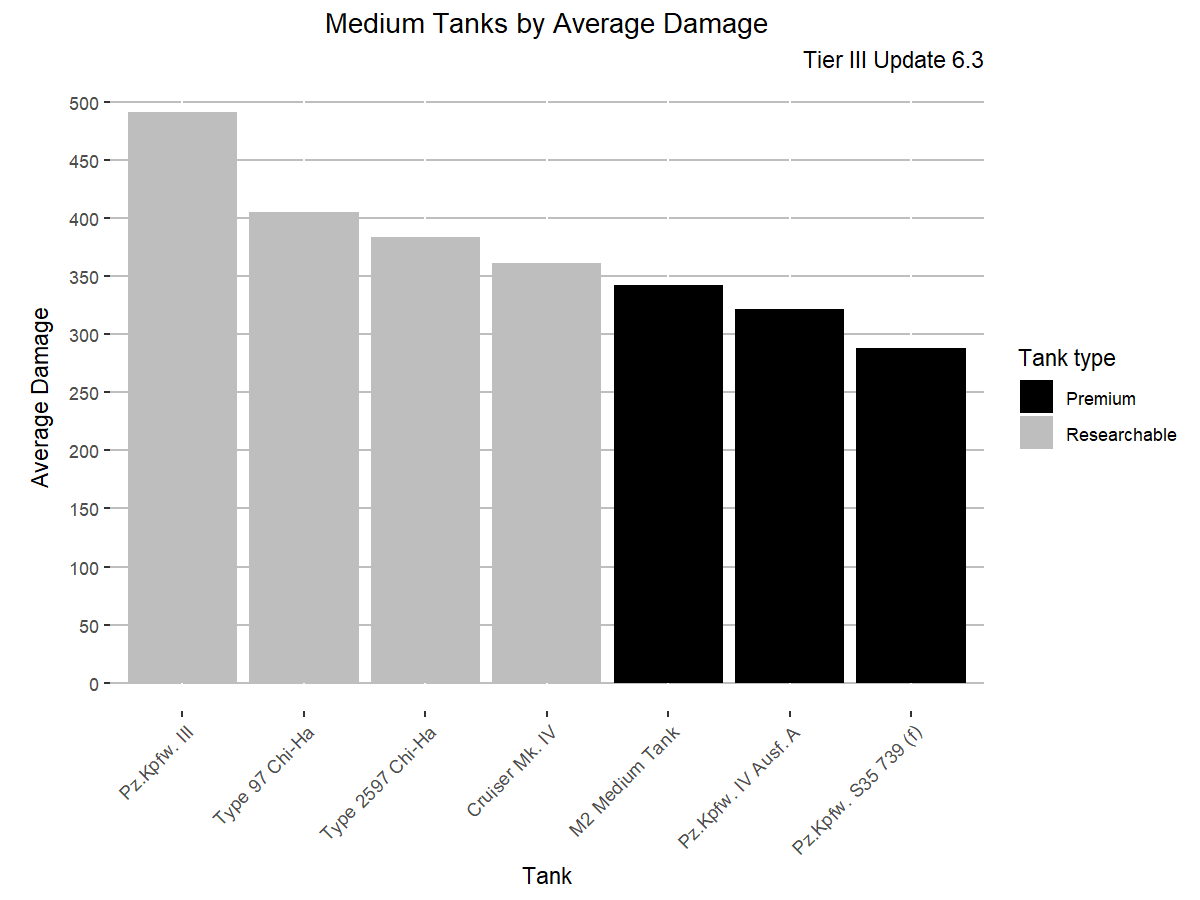 Medium Tanks by Average Damage
Tier III Update 6.3
Average Damage
500
450
400
350
300
250
200
150
100
50
0
Pz.Kpfw. III
Type 97 Chi-Ha
Type 2597 Chi-Ha
Cruiser Mk. IV
M2 Medium Tank
Pz.Kpfw. IV Ausf. A
Pz.Kpfw. S35 739 (f)
Tank
Tank type
Premium
Researchable